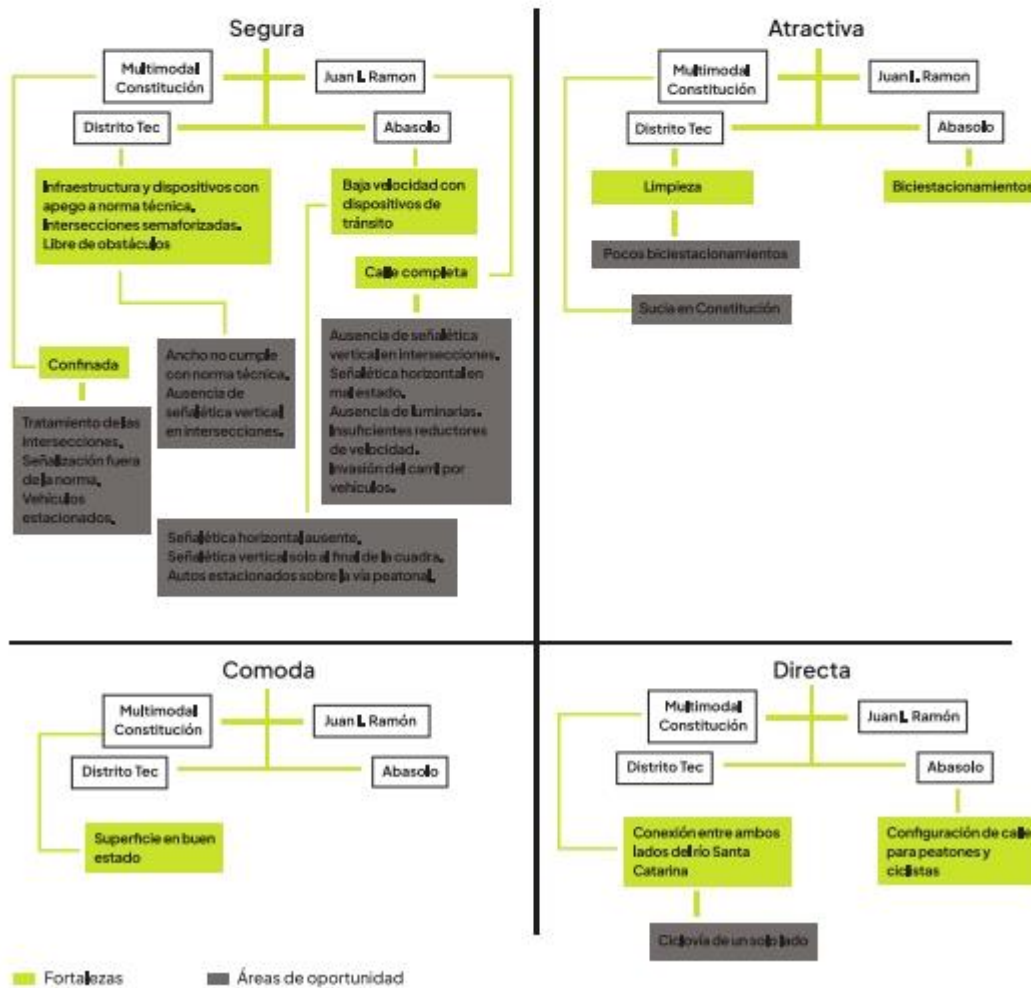 Segura
Multimodal
Constitución
Juan I. Ramon
Distrito Tec
Abasolo
Infraestructura y dispositivos con
apego a norma técnica.
Intersecciones semaforizadas.
Libre de obstáculos
Baja velocidad con
dispositivos de
tránsito
Calle completa
Confinada
Ancho no cumple
con norma técnica.
Ausencia de
señalética vertical
en intersecciones.
Ausencia de señalética
vertical en intersecciones.
Señalética horizontal en
mal estado.
Ausencia de luminarias.
Insuficientes reductores
de velocidad.
Invasión del carril por
vehículos.
Tratamiento de las
intersecciones.
Señalización fuera
de la norma.
Vehículos
estacionados.
Señalética horizontal ausente.
Señalética vertical solo al final de la cuadra.
Autos estacionados sobre la vía peatonal.
Atractiva
Multimodal
Constitución
Juan I. Ramon
Distrito Tec
Abasolo
Limpieza
Biciestacionamientos
Pocos biciestacionamientos
Sucia en Constitución
Comoda
Multimodal
Constitución
Juan I. Ramón
Distrito Tec
Abasolo
Superficie en buen
estado
Directa
Multimodal
Constitución
Juan I. Ramón
Distrito Tec
Abasolo
Conexión entre ambos
lados del río Santa
Catarina
Configuración de calle
para peatones y
ciclistas
Ciclovía de un solo lado
Fortalezas
Áreas de oportunidad